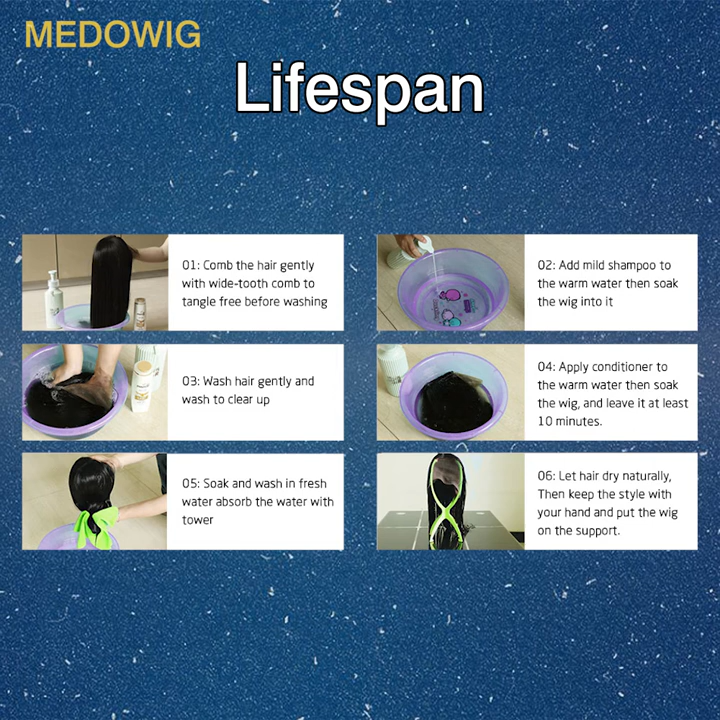 MEDOWIG
Lifespan
01: Comb the hair gently
with wide-tooth comb to
tangle free before washing
02: Add mild shampoo to
the warm water then soak
the wig into it
03: Wash hair gently and
wash to clear up
04: Apply conditioner to
the warm water then soak
the wig, and leave it at least
10 minutes.
05: Soak and wash in fresh
water absorb the water with
tower
06: Let hair dry naturally,
Then keep the style with
your hand and put the wig
on the support.